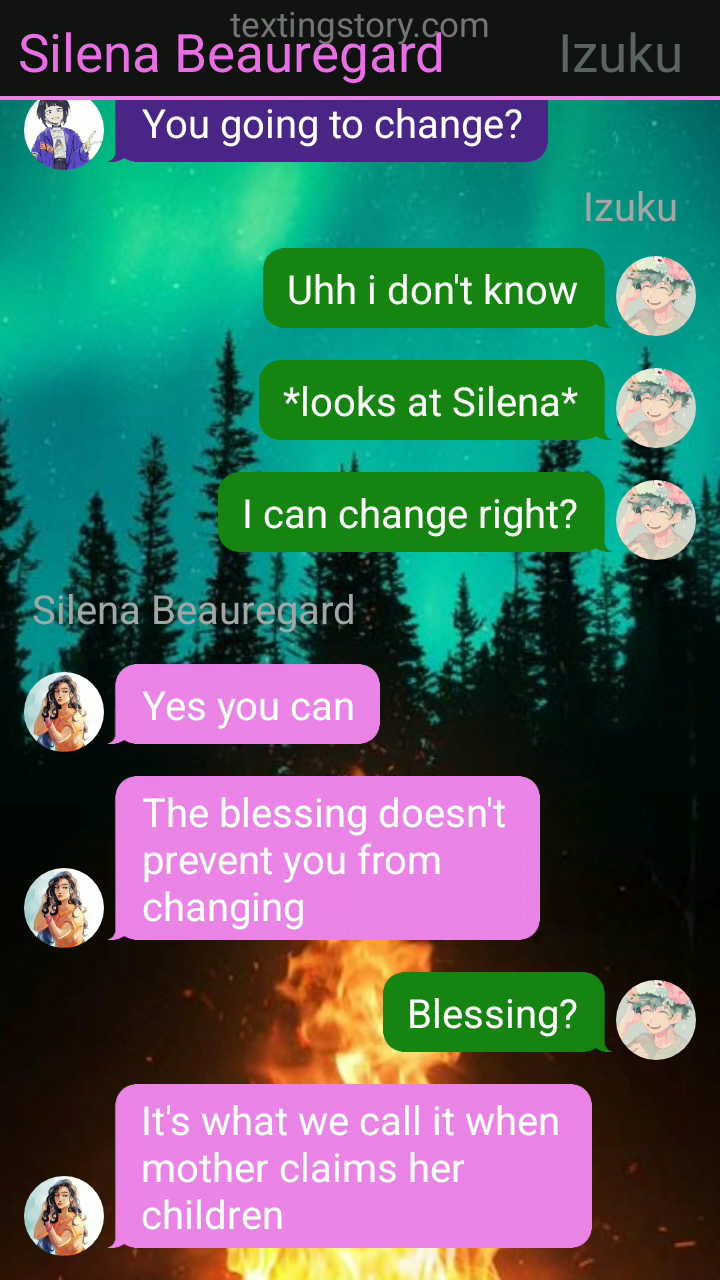 textingstory.com
Silena Beauregard
Izuku
You going to change?
Izuku
Uhh i don't know
*looks at Silena*
I can change right?
Silena Beauregard
Yes you can
The blessing doesn't
prevent you from
changing
Blessing?
It's what we call it when
mother claims her
children